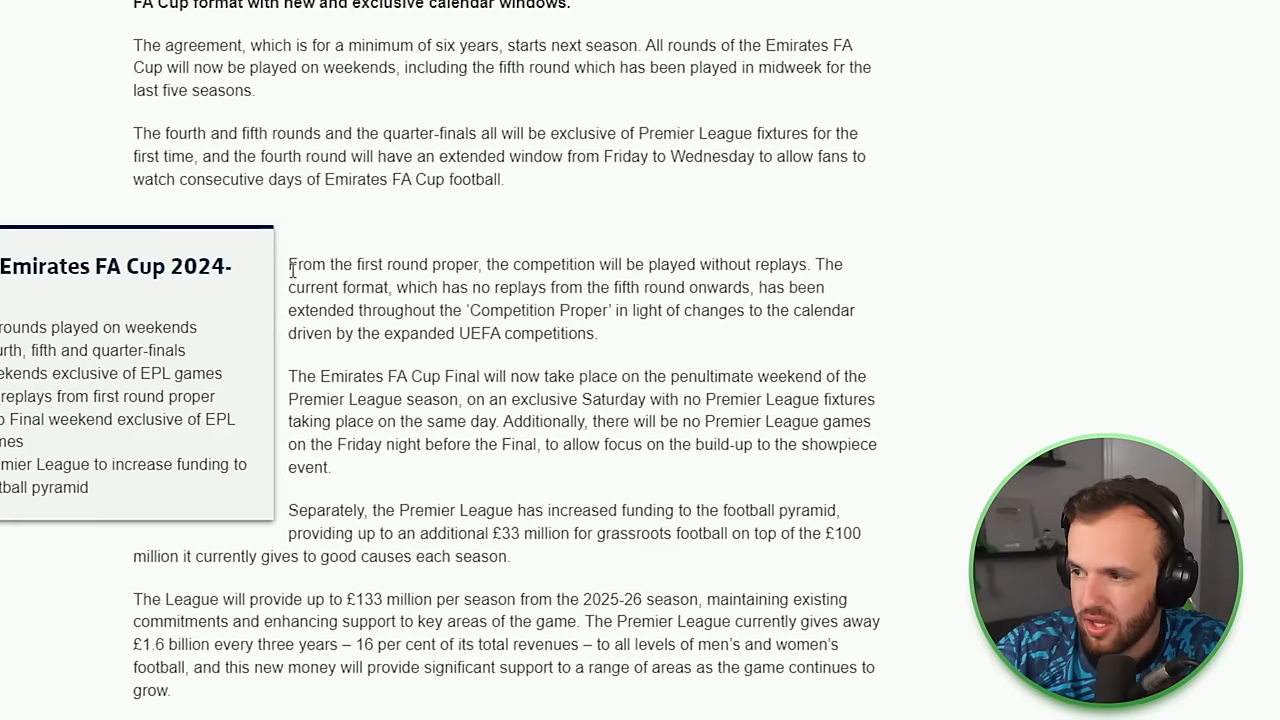 FA Cup format with new and exclusive calendar windows.
The agreement, which is for a minimum of six years, starts next season. All rounds of the Emirates FA
Cup will now be played on weekends, including the fifth round which has been played in midweek for the
last five seasons.
The fourth and fifth rounds and the quarter-finals all will be exclusive of Premier League fixtures for the
first time, and the fourth round will have an extended window from Friday to Wednesday to allow fans to
watch consecutive days of Emirates FA Cup football.
Emirates FA Cup 2024-
rounds played on weekends
fifth and quarter-finals
exclusive of EPL games
replays from first round proper
Final weekend exclusive of EPL
League to increase funding to
pyramid
From the first round proper, the competition will be played without replays. The
current format, which has no replays from the fifth round onwards, has been
extended throughout the ‘Competition Proper’ in light of changes to the calendar
driven by the expanded UEFA competitions.
The Emirates FA Cup Final will now take place on the penultimate weekend of the
Premier League season, on an exclusive Saturday with no Premier League fixtures
taking place on the same day. Additionally, there will be no Premier League games
on the Friday night before the Final, to allow focus on the build-up to the showpiece
event.
Separately, the Premier League has increased funding to the football pyramid,
providing up to an additional £33 million for grassroots football on top of the £100
million it currently gives to good causes each season.
The League will provide up to £133 million per season from the 2025-26 season, maintaining existing
commitments and enhancing support to key areas of the game. The Premier League currently gives away
£1.6 billion every three years – 16 per cent of its total revenues – to all levels of men’s and women’s
football, and this new money will provide significant support to a range of areas as the game continues to
grow.